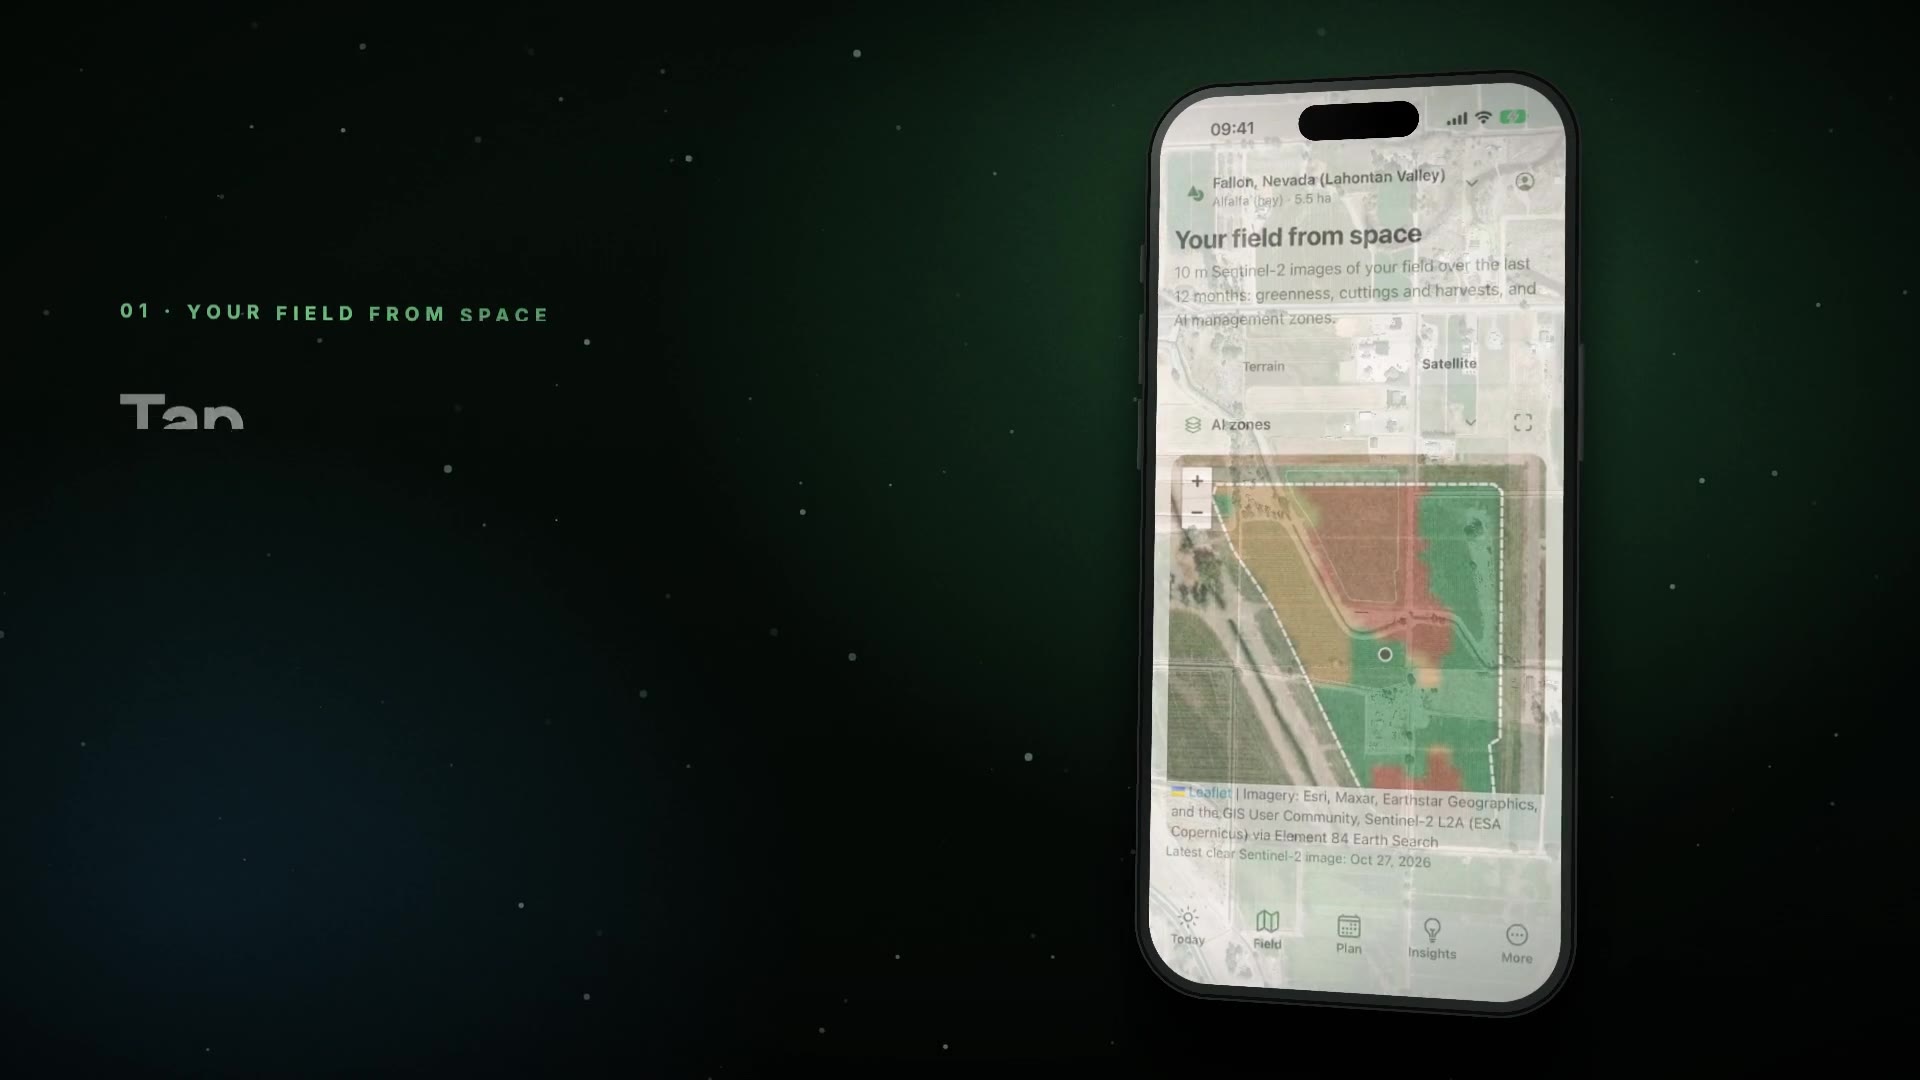 01 · YOUR FIELD FROM SPACE
Tap
09:41
Fallon, Nevada (Lahontan Valley)
Alfalfa (hay) · 5.5 ha
Your field from space
10 m Sentinel-2 images of your field over the last
12 months: greenness, cuttings and harvests, and
AI management zones.
Terrain
Satellite
AI zones
+
−
Leaflet | Imagery: Esri, Maxar, Earthstar Geographics,
and the GIS User Community, Sentinel-2 L2A (ESA
Copernicus) via Element 84 Earth Search
Latest clear Sentinel-2 image: Oct 27, 2026
Today
Field
Plan
Insights
More